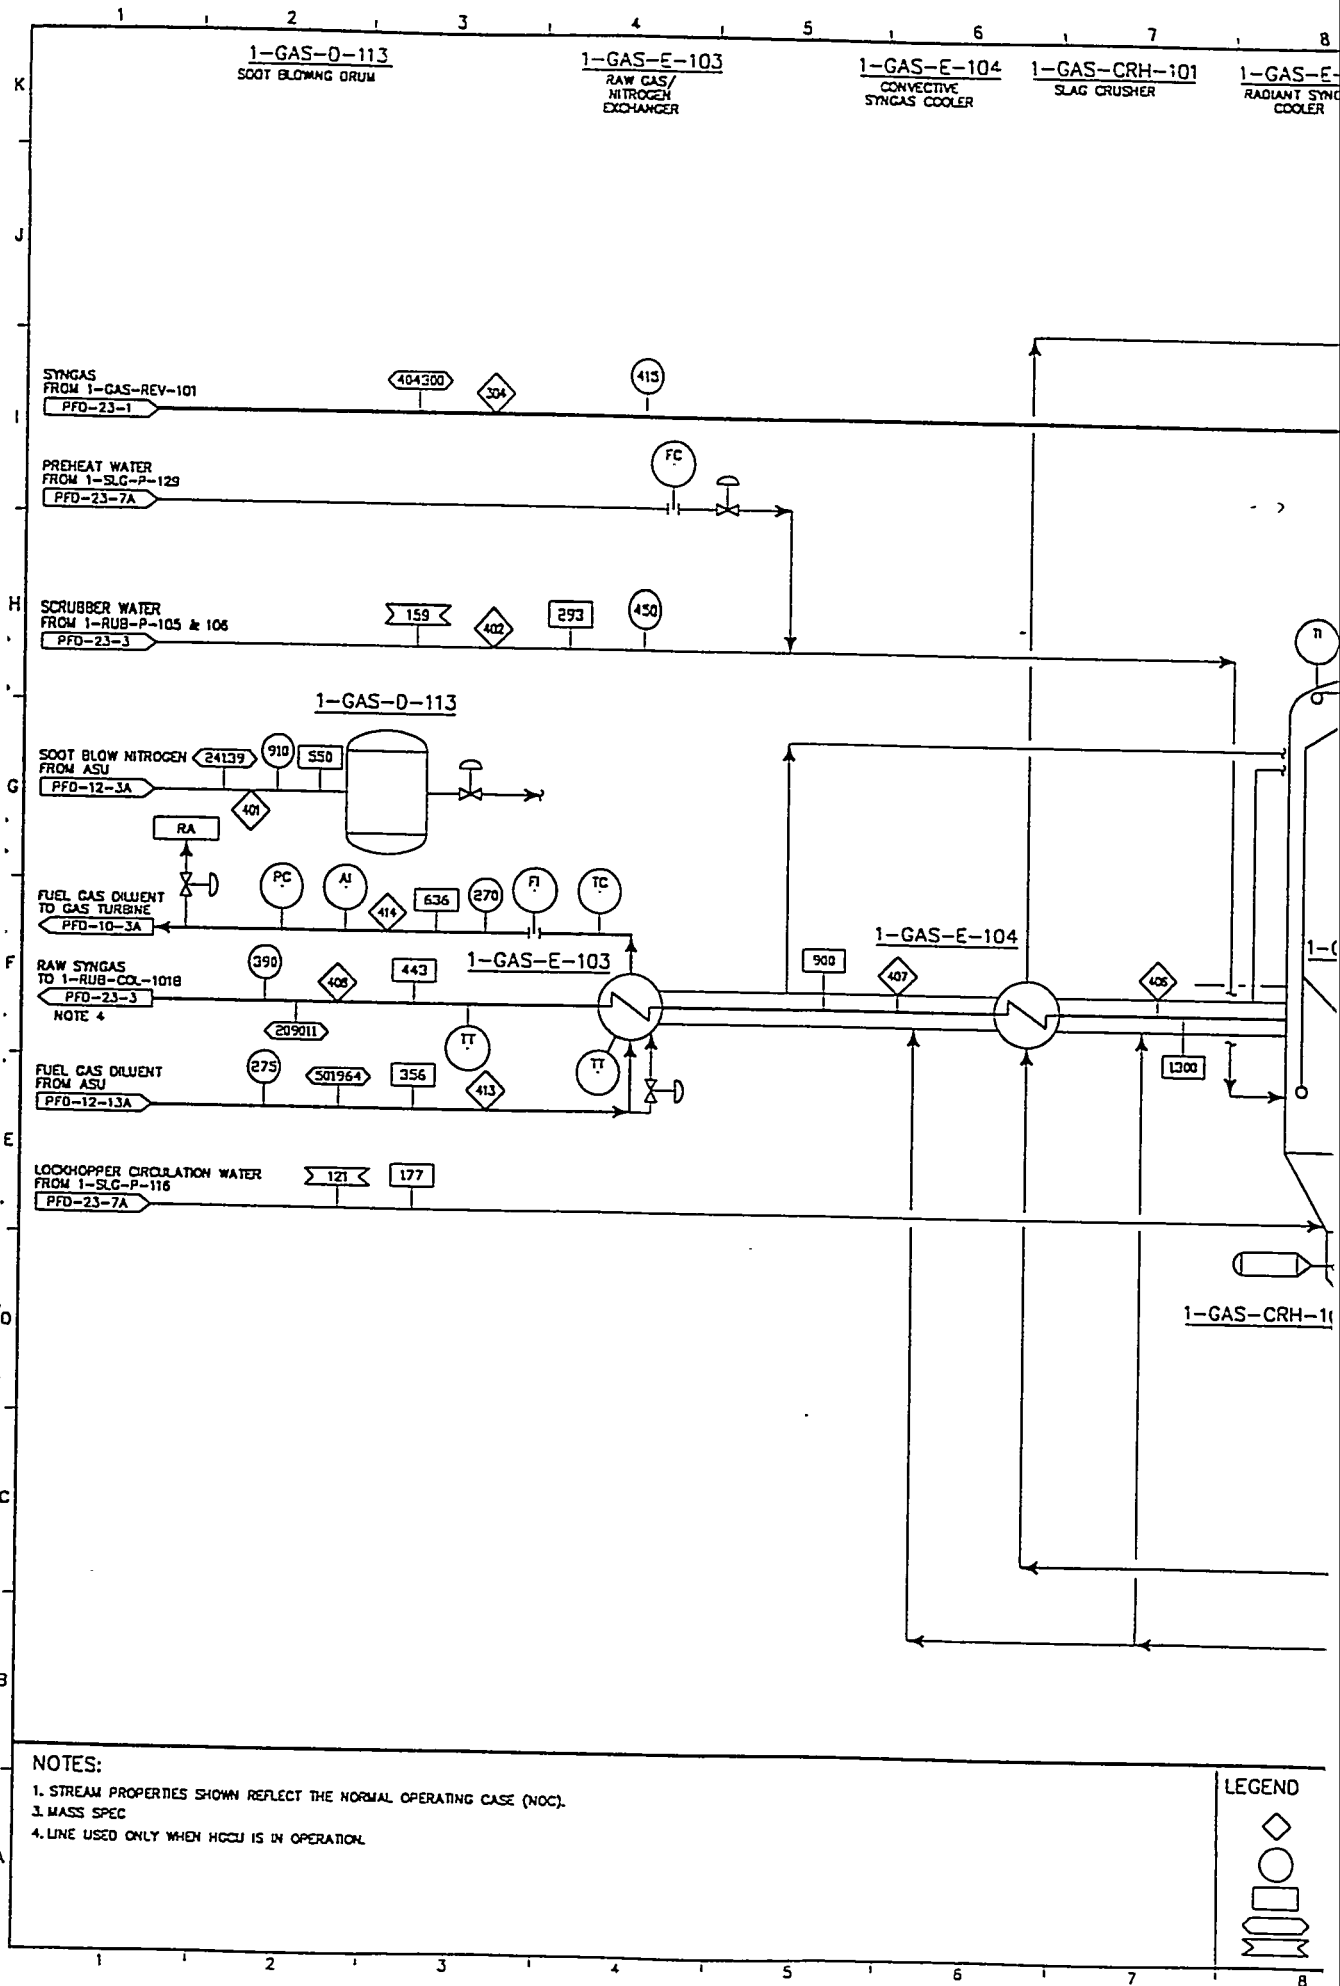 1 2 3 4 5 6 7 8
1-GAS-D-113
SOOT BLOWING DRUM
1-GAS-E-103
RAW GAS/
NITROGEN
EXCHANGER
1-GAS-E-104
CONVECTIVE
SYNGAS COOLER
1-GAS-CRH-101
SLAG CRUSHER
1-GAS-E-
RADIANT SYNG
COOLER
K
J
SYNGAS
FROM 1-GAS-REV-101
PFD-23-1
404300
304
415
I
PREHEAT WATER
FROM 1-SLG-P-129
PFD-23-7A
FC
H
SCRUBBER WATER
FROM 1-RUB-P-105 & 106
PFD-23-3
159
402
293
450
TI
1-GAS-D-113
SOOT BLOW NITROGEN
FROM ASU
PFD-12-3A
24139
910
550
401
G
RA
FUEL GAS DILUENT
TO GAS TURBINE
PFD-10-3A
PC
AI
414
636
270
FI
TC
F
RAW SYNGAS
TO 1-RUB-COL-101B
PFD-23-3
NOTE 4
390
209011
443
TT
TT
1-GAS-E-103
900
407
1-GAS-E-104
1300
FUEL GAS DILUENT
FROM ASU
PFD-12-13A
275
501964
356
413
E
LOCKHOPPER CIRCULATION WATER
FROM 1-SLG-P-116
PFD-23-7A
121
177
D
1-GAS-CRH-10
C
B
NOTES:
1. STREAM PROPERTIES SHOWN REFLECT THE NORMAL OPERATING CASE (NOC).
3. MASS SPEC
4. LINE USED ONLY WHEN HGCU IS IN OPERATION.
LEGEND
A
1 2 3 4 5 6 7 8